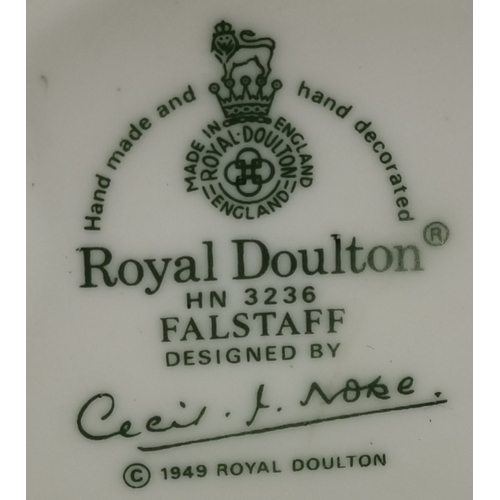 Hand made and hand decorated
MADE IN ENGLAND
ROYAL·DOULTON
ENGLAND
Royal Doulton®
HN 3236
FALSTAFF
DESIGNED BY
Cecil. J. Noke.
© 1949 ROYAL DOULTON